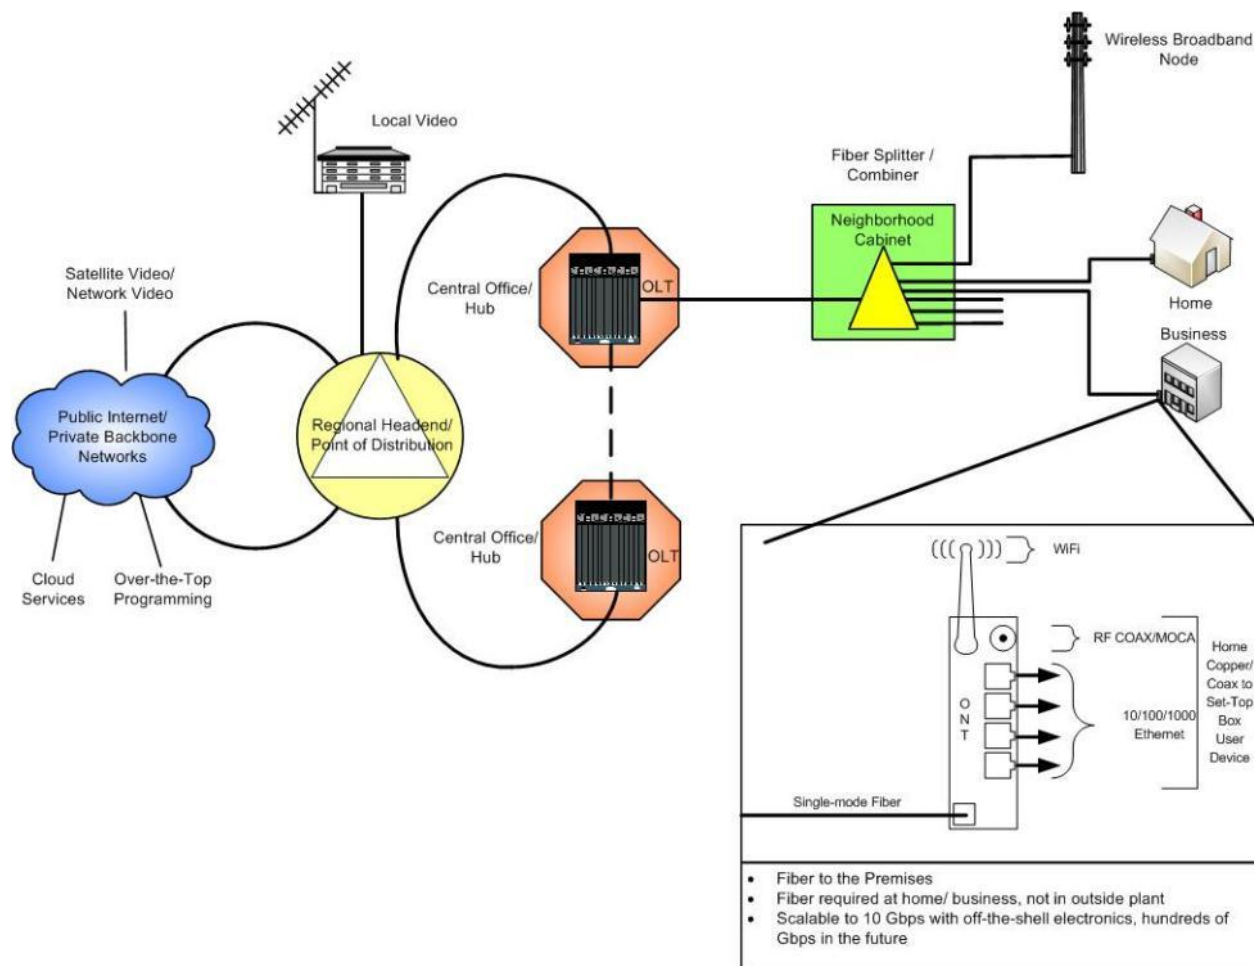 Wireless Broadband
Node
Local Video
Fiber Splitter /
Combiner
Neighborhood
Cabinet
Satellite Video/
Network Video
Central Office/
Hub
OLT
Home
Business
Public Internet/
Private Backbone
Networks
Regional Headend/
Point of Distribution
Central Office/
Hub
OLT
Cloud
Services
Over-the-Top
Programming
WiFi
RF COAX/MOCA
10/100/1000
Ethernet
Home
Copper/
Coax to
Set-Top
Box
User
Device
O
N
T
Single-mode Fiber
• Fiber to the Premises
• Fiber required at home/ business, not in outside plant
• Scalable to 10 Gbps with off-the-shell electronics, hundreds of
Gbps in the future